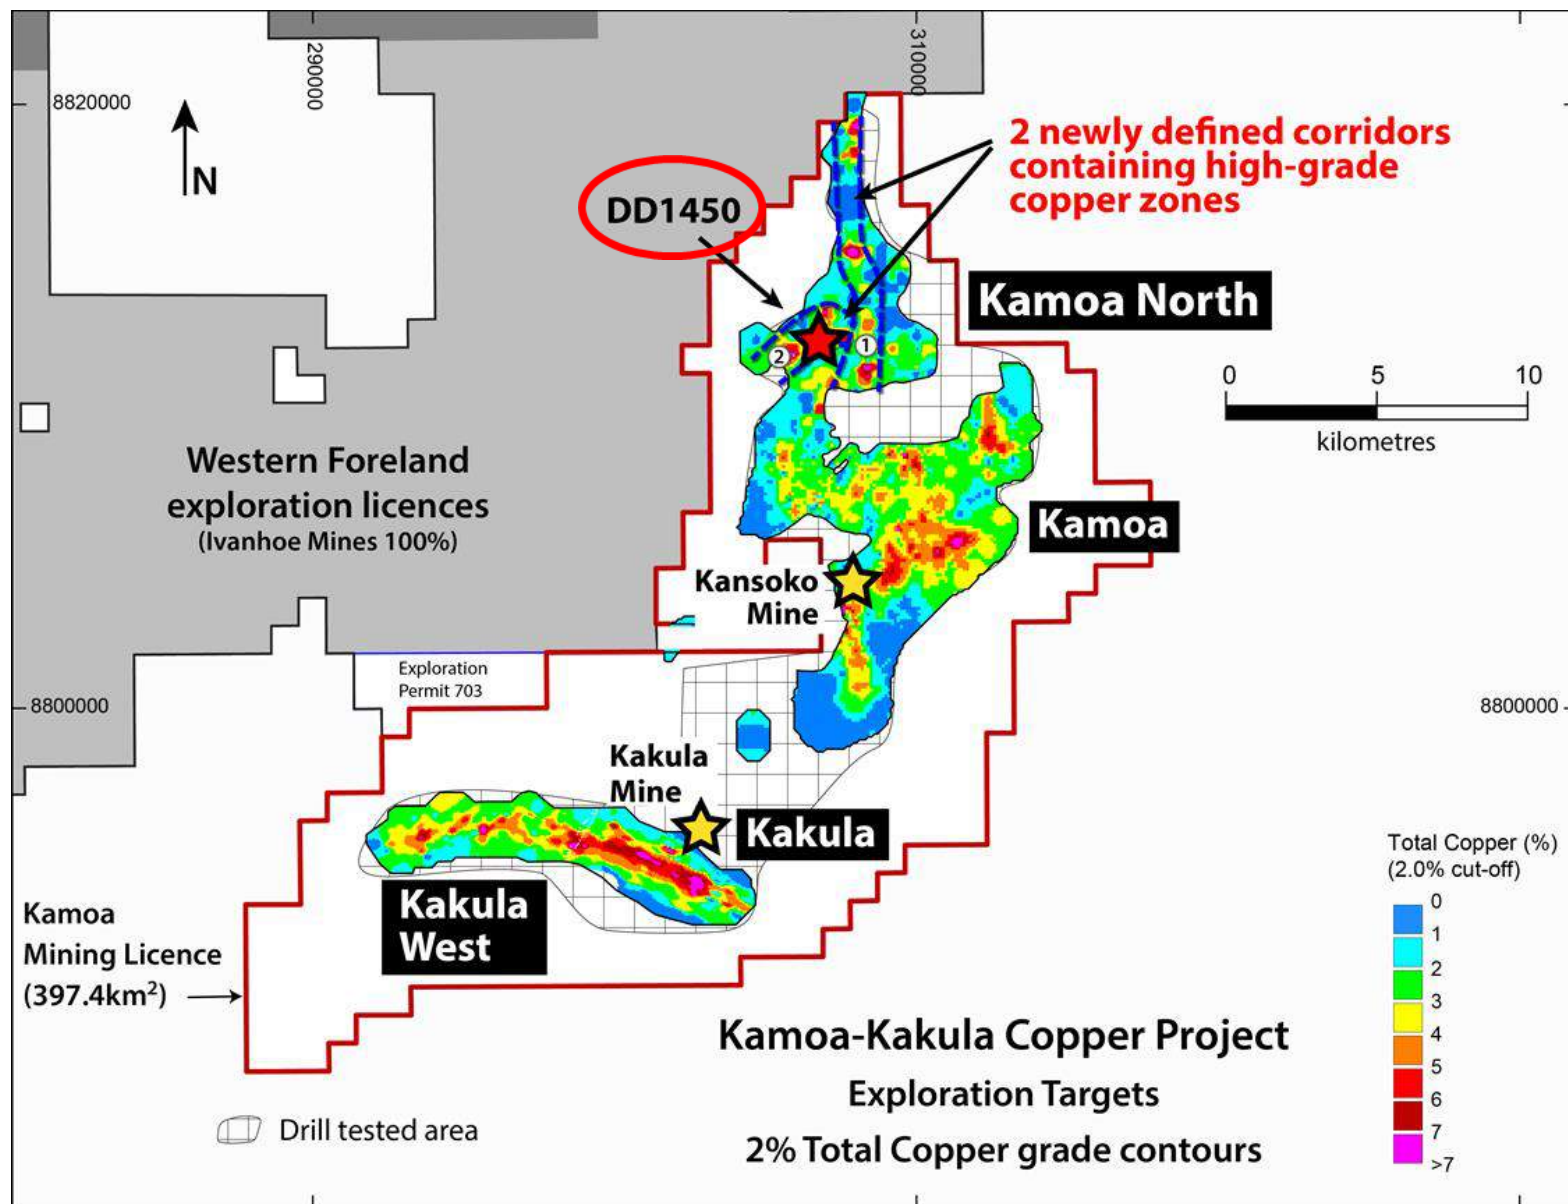 290000
310000
8820000
N
DD1450
2 newly defined corridors
containing high-grade
copper zones
Kamoa North
2
1
0 5 10
kilometres
Western Foreland
exploration licences
(Ivanhoe Mines 100%)
Kamoa
Kansoko
Mine
Exploration
Permit 703
8800000
8800000
Kakula
Mine
Kakula
Kakula
West
Kamoa
Mining Licence
(397.4km²)
Total Copper (%)
(2.0% cut-off)
0
1
2
3
4
5
6
7
>7
Kamoa-Kakula Copper Project
Exploration Targets
2% Total Copper grade contours
Drill tested area